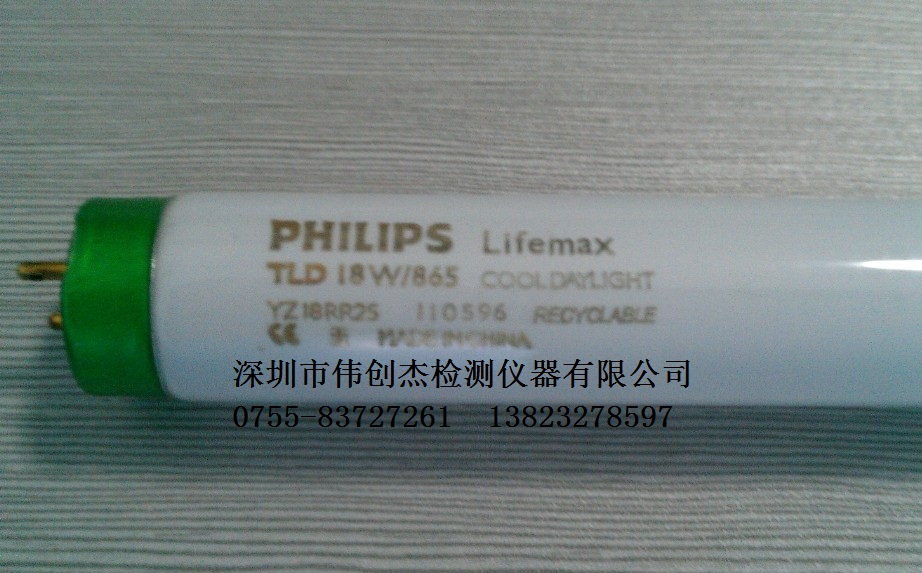 PHILIPS Lifemax
TLD 18W/865 COOLDAYLIGHT
YZ18RR25 110596 RECYCLABLE
CE MADE IN CHINA
深圳市伟创杰检测仪器有限公司
0755-83727261 13823278597